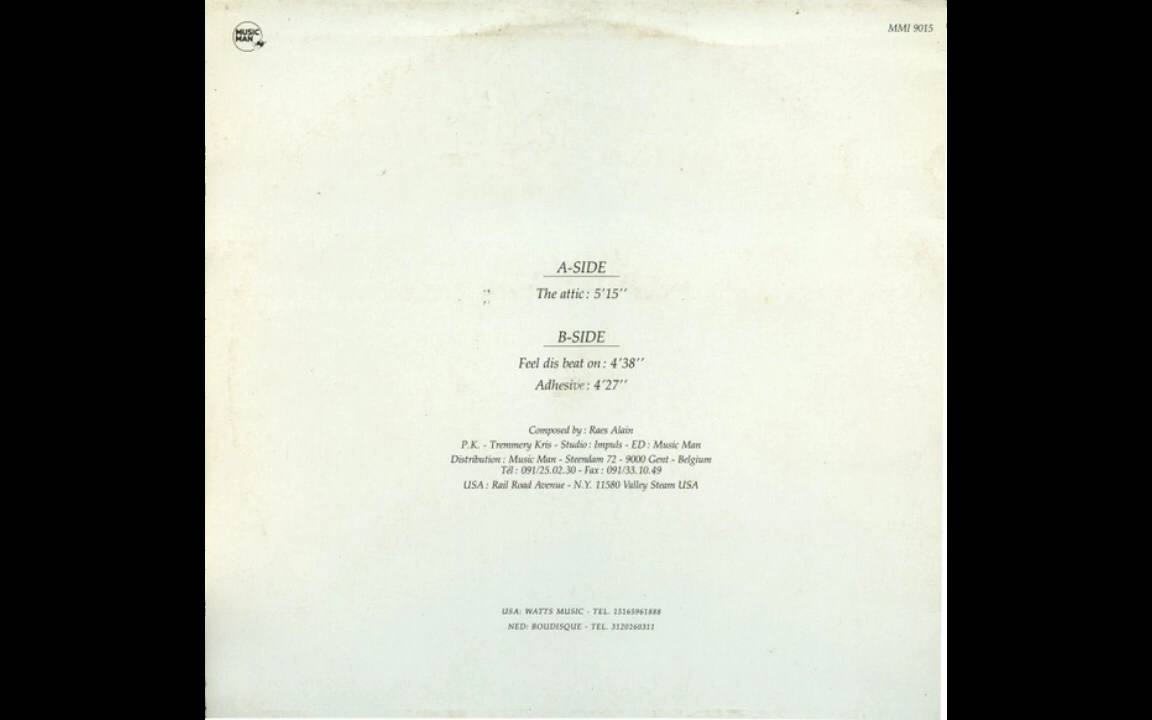 MUSIC
MAN
MMI 9015
A-SIDE
The attic : 5'15''
B-SIDE
Feel dis beat on : 4'38''
Adhesive : 4'27''
Composed by : Raes Alain
P.K. - Tremmery Kris - Studio : Impuls - ED : Music Man
Distribution : Music Man - Steendam 72 - 9000 Gent - Belgium
Tél : 091/25.02.30 - Fax : 091/33.10.49
USA : Rail Road Avenue - N.Y. 11580 Valley Steam USA
USA: WATTS MUSIC - TEL. 15165961888
NED: BOUDISQUE - TEL. 3120260311